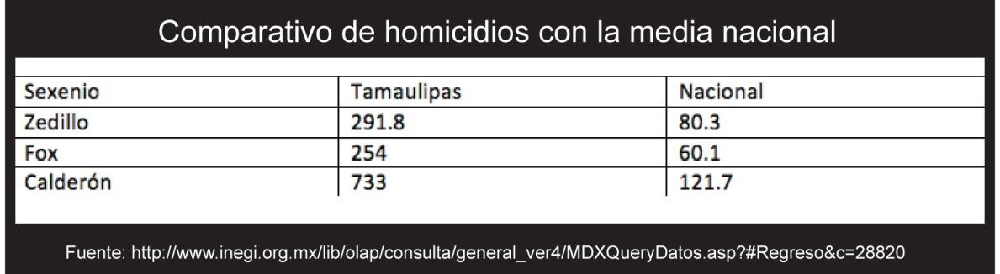 Comparativo de homicidios con la media nacional
Sexenio Tamaulipas Nacional
Zedillo 291.8 80.3
Fox 254 60.1
Calderón 733 121.7
Fuente: http://www.inegi.org.mx/lib/olap/consulta/general_ver4/MDXQueryDatos.asp?#Regreso&c=28820